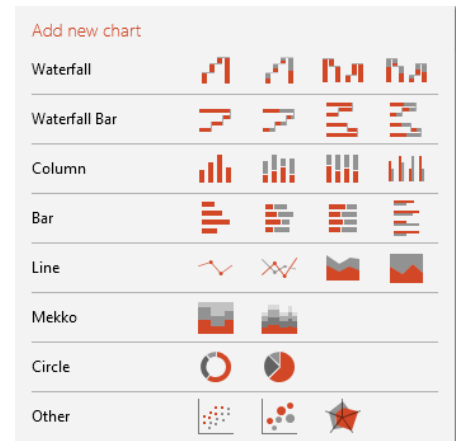 Add new chart
Waterfall
Waterfall Bar
Column
Bar
Line
Mekko
Circle
Other